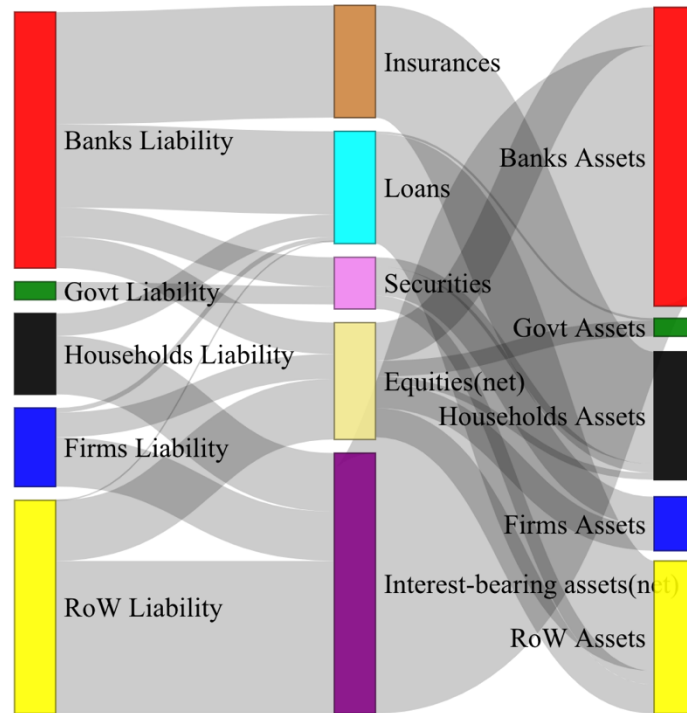 Banks Liability
Govt Liability
Households Liability
Firms Liability
RoW Liability
Insurances
Loans
Securities
Equities(net)
Interest-bearing assets(net)
Banks Assets
Govt Assets
Households Assets
Firms Assets
RoW Assets